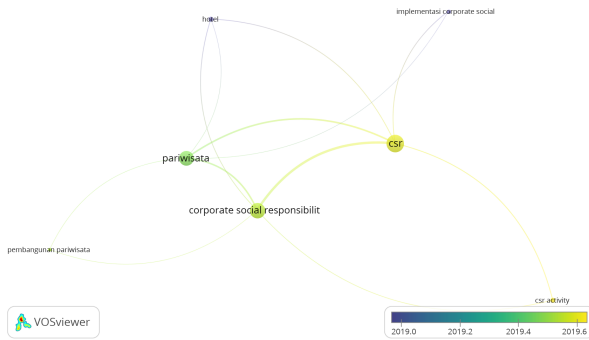 implementasi corporate social
hotel
csr
pariwisata
corporate social responsibilit
pembangunan pariwisata
csr activity
VOSviewer
2019.0 2019.2 2019.4 2019.6